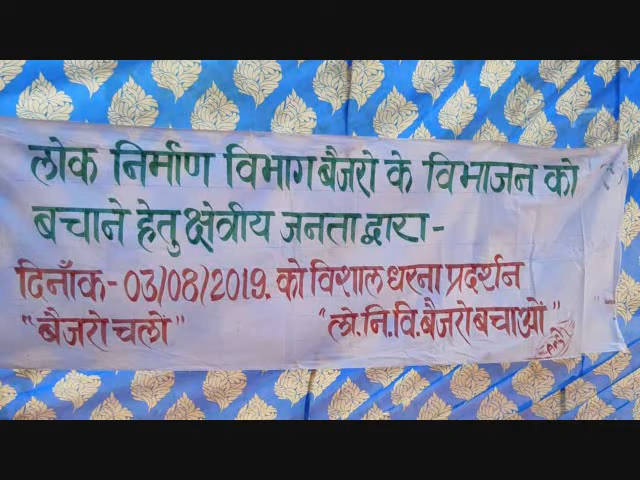 लोक निर्माण विभाग बैजरो के विभाजन को
बचाने हेतु क्षेत्रीय जनता द्वारा -
दिनाँक - 03/08/2019. को विशाल धरना प्रदर्शन
"बैजरो चलो" "लो.नि.वि. बैजरो बचाओं"